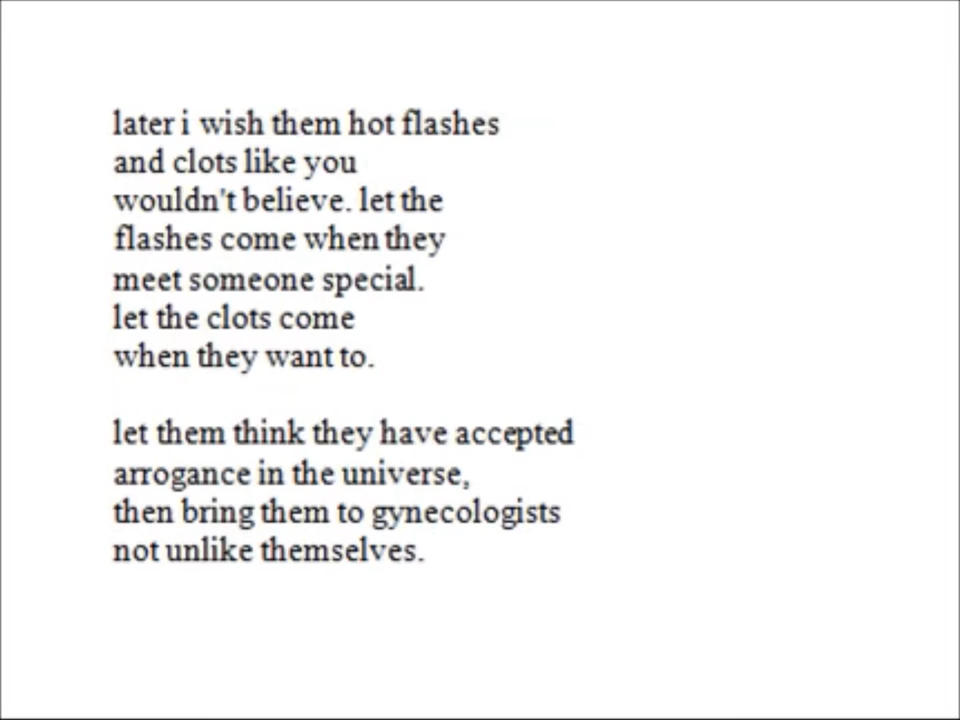 later i wish them hot flashes
and clots like you
wouldn't believe. let the
flashes come when they
meet someone special.
let the clots come
when they want to.
let them think they have accepted
arrogance in the universe,
then bring them to gynecologists
not unlike themselves.